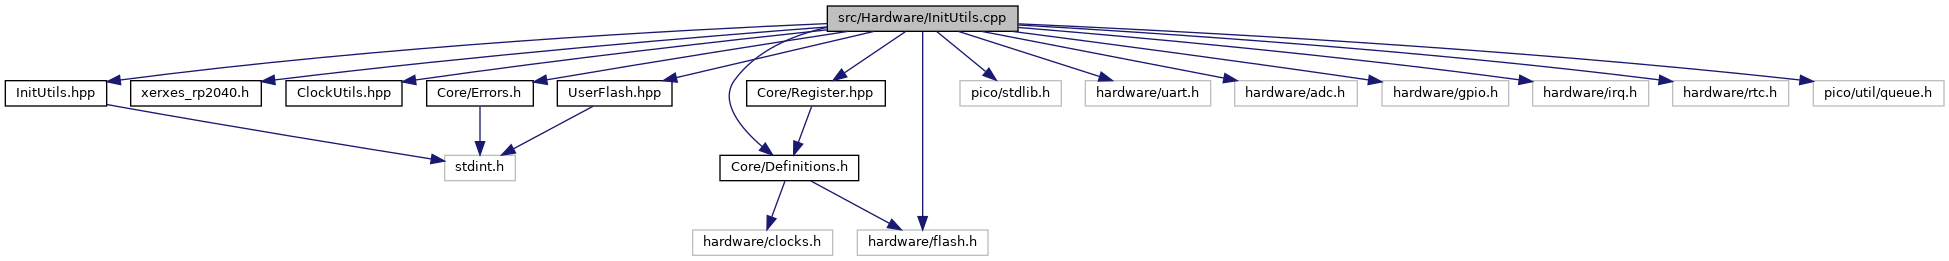 src/Hardware/InitUtils.cpp
InitUtils.hpp
xerxes_rp2040.h
ClockUtils.hpp
Core/Errors.h
UserFlash.hpp
Core/Register.hpp
pico/stdlib.h
hardware/uart.h
hardware/adc.h
hardware/gpio.h
hardware/irq.h
hardware/rtc.h
pico/util/queue.h
stdint.h
Core/Definitions.h
hardware/clocks.h
hardware/flash.h